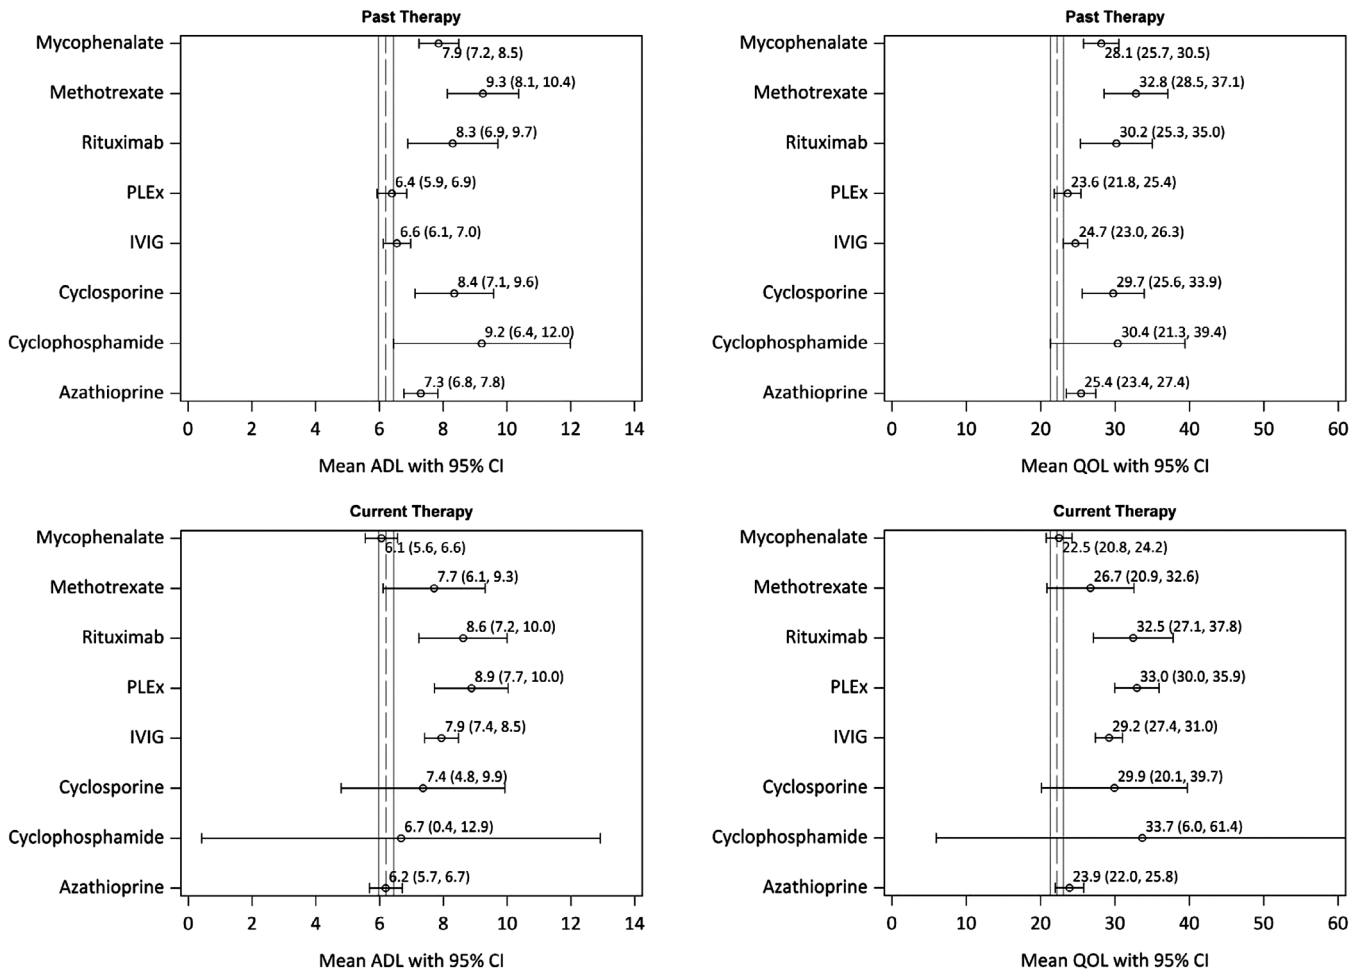 Past Therapy
Mycophenalate
7.9 (7.2, 8.5)
Methotrexate
9.3 (8.1, 10.4)
Rituximab
8.3 (6.9, 9.7)
PLEx
6.4 (5.9, 6.9)
IVIG
6.6 (6.1, 7.0)
Cyclosporine
8.4 (7.1, 9.6)
Cyclophosphamide
9.2 (6.4, 12.0)
Azathioprine
7.3 (6.8, 7.8)
0 2 4 6 8 10 12 14
Mean ADL with 95% CI
Past Therapy
Mycophenalate
28.1 (25.7, 30.5)
Methotrexate
32.8 (28.5, 37.1)
Rituximab
30.2 (25.3, 35.0)
PLEx
23.6 (21.8, 25.4)
IVIG
24.7 (23.0, 26.3)
Cyclosporine
29.7 (25.6, 33.9)
Cyclophosphamide
30.4 (21.3, 39.4)
Azathioprine
25.4 (23.4, 27.4)
0 10 20 30 40 50 60
Mean QOL with 95% CI
Current Therapy
Mycophenalate
6.1 (5.6, 6.6)
Methotrexate
7.7 (6.1, 9.3)
Rituximab
8.6 (7.2, 10.0)
PLEx
8.9 (7.7, 10.0)
IVIG
7.9 (7.4, 8.5)
Cyclosporine
7.4 (4.8, 9.9)
Cyclophosphamide
6.7 (0.4, 12.9)
Azathioprine
6.2 (5.7, 6.7)
0 2 4 6 8 10 12 14
Mean ADL with 95% CI
Current Therapy
Mycophenalate
22.5 (20.8, 24.2)
Methotrexate
26.7 (20.9, 32.6)
Rituximab
32.5 (27.1, 37.8)
PLEx
33.0 (30.0, 35.9)
IVIG
29.2 (27.4, 31.0)
Cyclosporine
29.9 (20.1, 39.7)
Cyclophosphamide
33.7 (6.0, 61.4)
Azathioprine
23.9 (22.0, 25.8)
0 10 20 30 40 50 60
Mean QOL with 95% CI